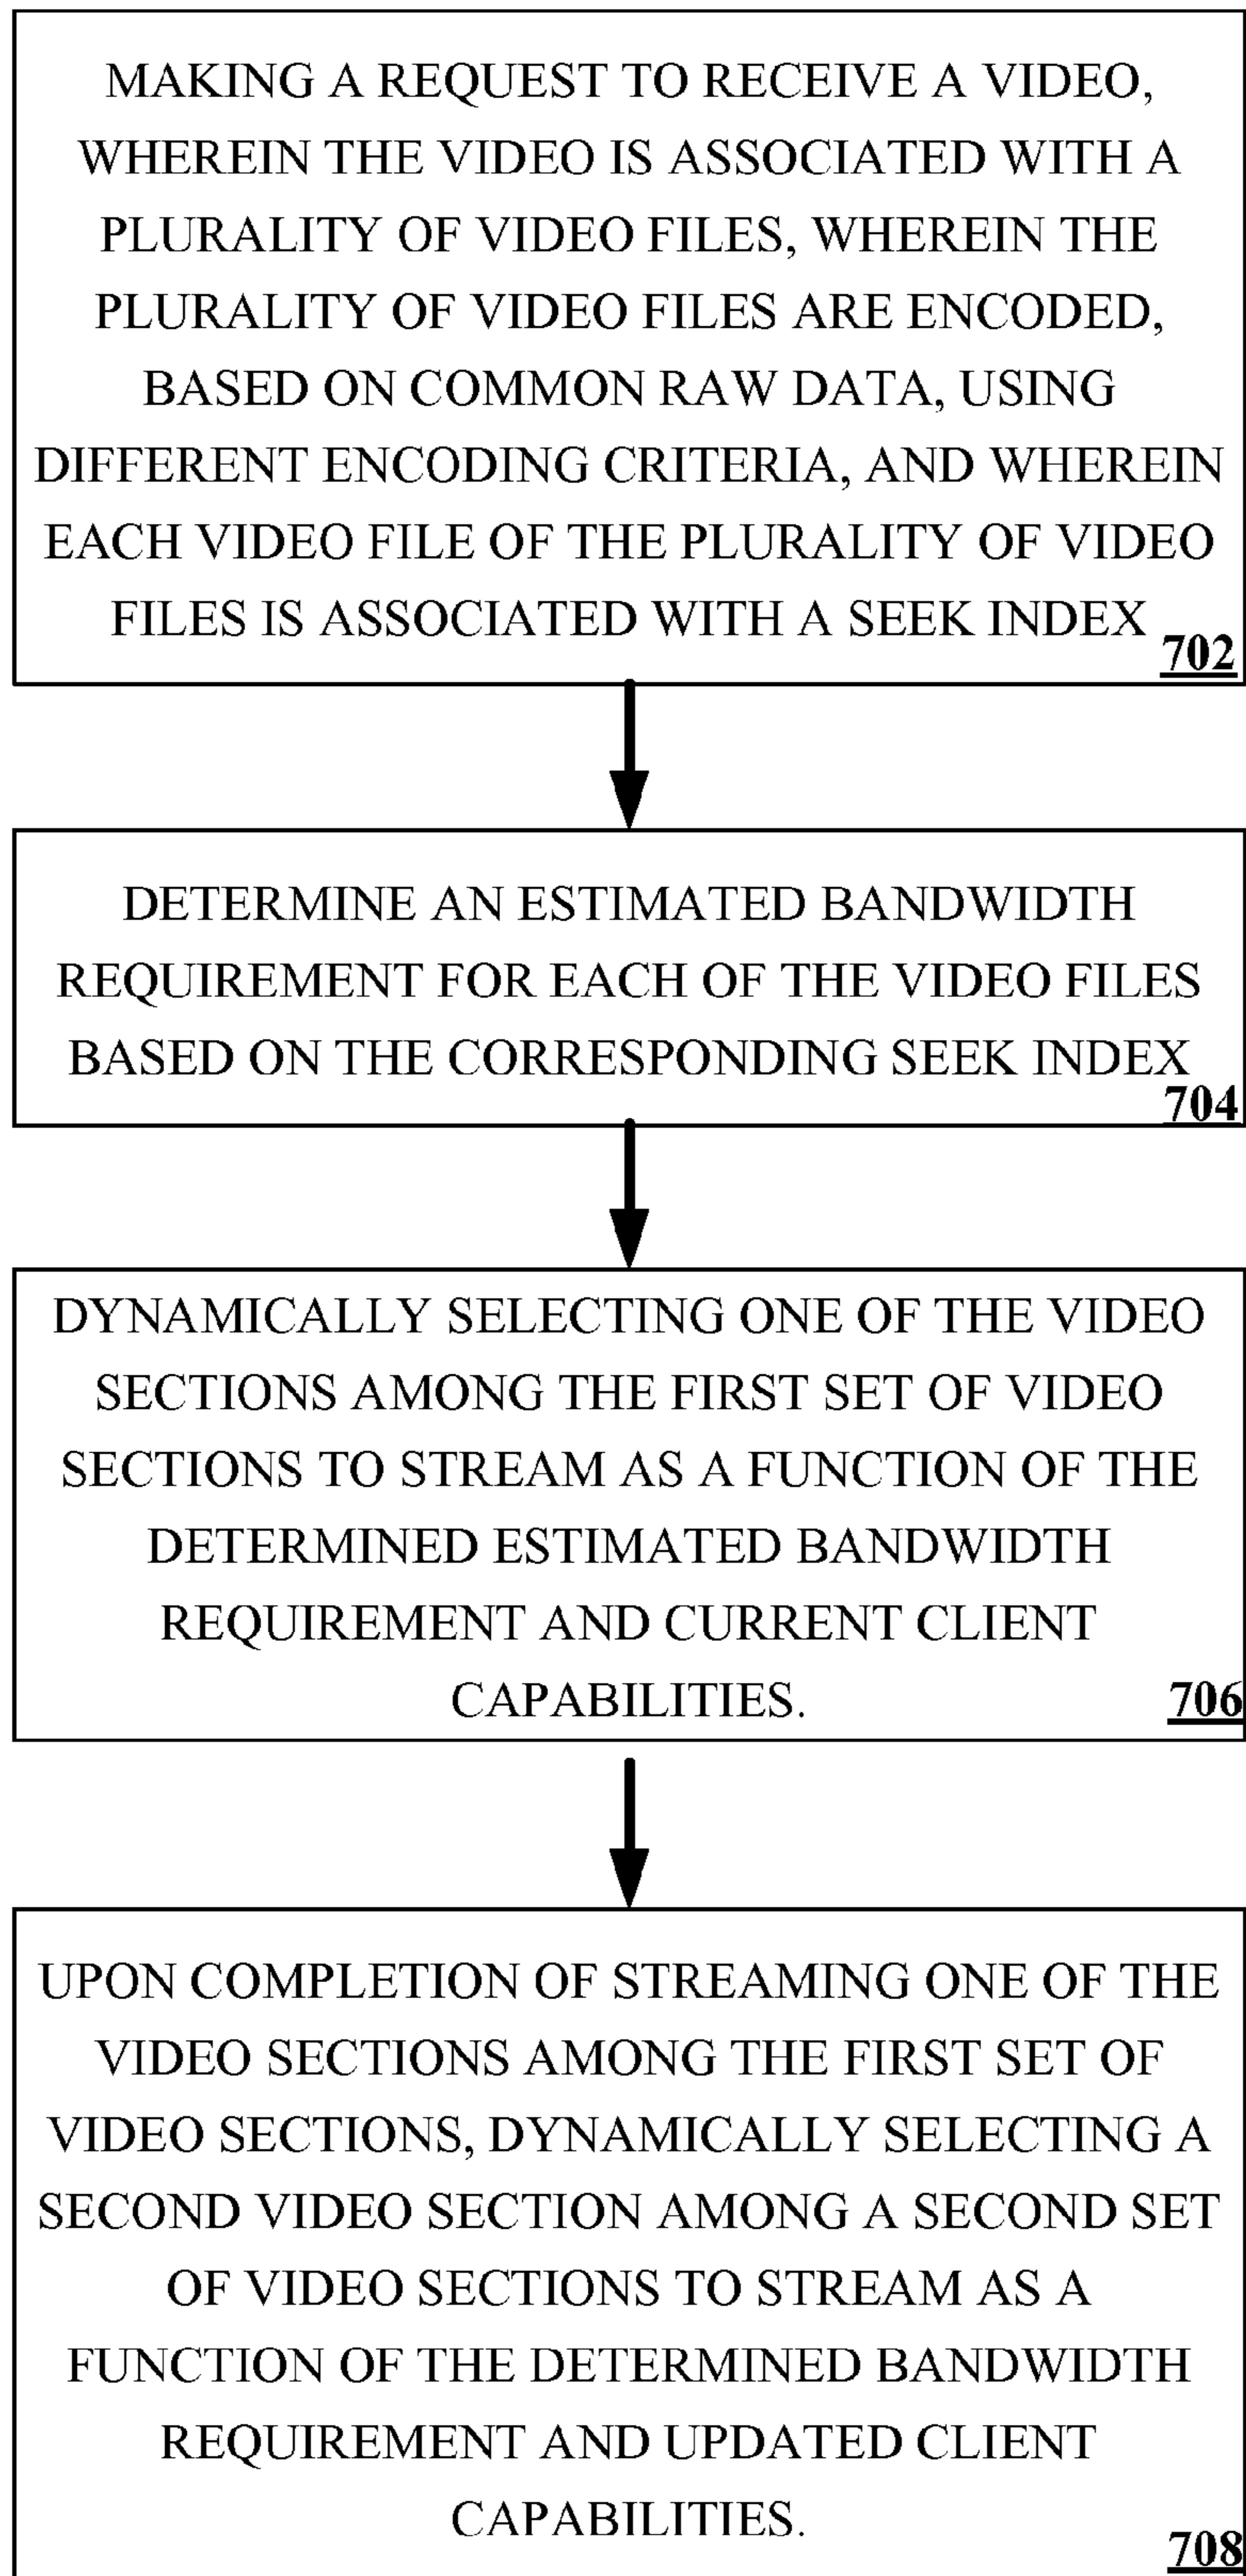 MAKING A REQUEST TO RECEIVE A VIDEO,
WHEREIN THE VIDEO IS ASSOCIATED WITH A
PLURALITY OF VIDEO FILES, WHEREIN THE
PLURALITY OF VIDEO FILES ARE ENCODED,
BASED ON COMMON RAW DATA, USING
DIFFERENT ENCODING CRITERIA, AND WHEREIN
EACH VIDEO FILE OF THE PLURALITY OF VIDEO
FILES IS ASSOCIATED WITH A SEEK INDEX
702
DETERMINE AN ESTIMATED BANDWIDTH
REQUIREMENT FOR EACH OF THE VIDEO FILES
BASED ON THE CORRESPONDING SEEK INDEX
704
DYNAMICALLY SELECTING ONE OF THE VIDEO
SECTIONS AMONG THE FIRST SET OF VIDEO
SECTIONS TO STREAM AS A FUNCTION OF THE
DETERMINED ESTIMATED BANDWIDTH
REQUIREMENT AND CURRENT CLIENT
CAPABILITIES.
706
UPON COMPLETION OF STREAMING ONE OF THE
VIDEO SECTIONS AMONG THE FIRST SET OF
VIDEO SECTIONS, DYNAMICALLY SELECTING A
SECOND VIDEO SECTION AMONG A SECOND SET
OF VIDEO SECTIONS TO STREAM AS A
FUNCTION OF THE DETERMINED BANDWIDTH
REQUIREMENT AND UPDATED CLIENT
CAPABILITIES.
708